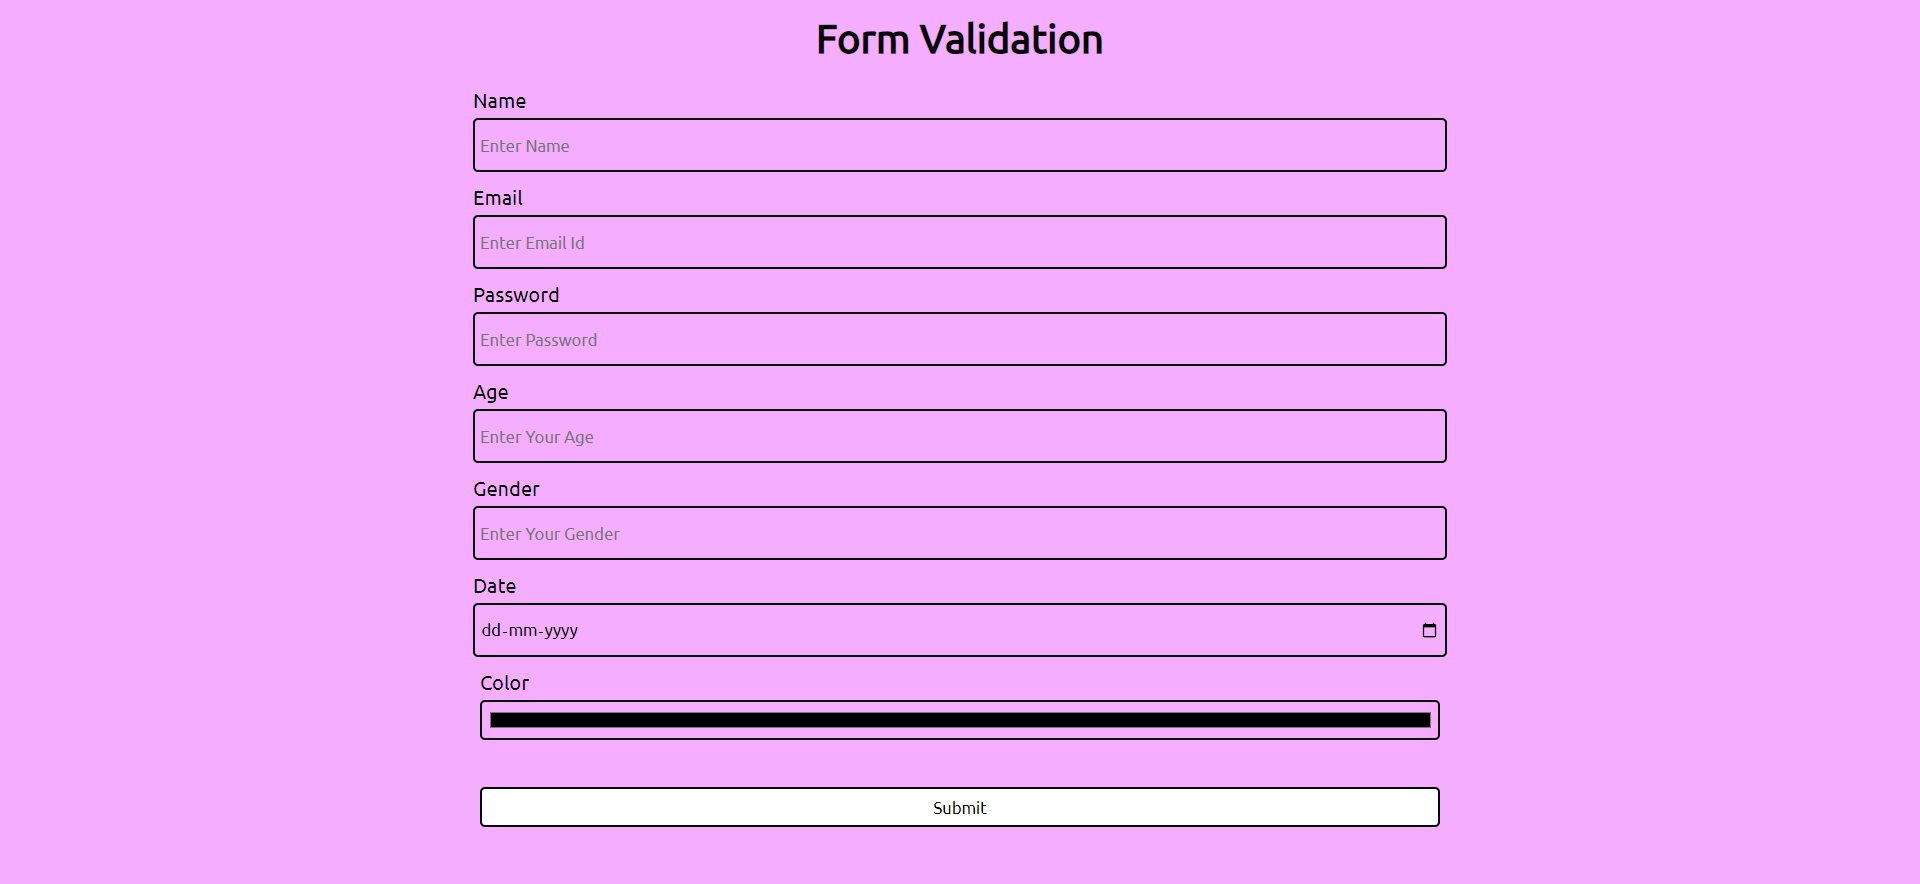 Form Validation
Name
Enter Name
Email
Enter Email Id
Password
Enter Password
Age
Enter Your Age
Gender
Enter Your Gender
Date
dd-mm-yyyy
Color
Submit